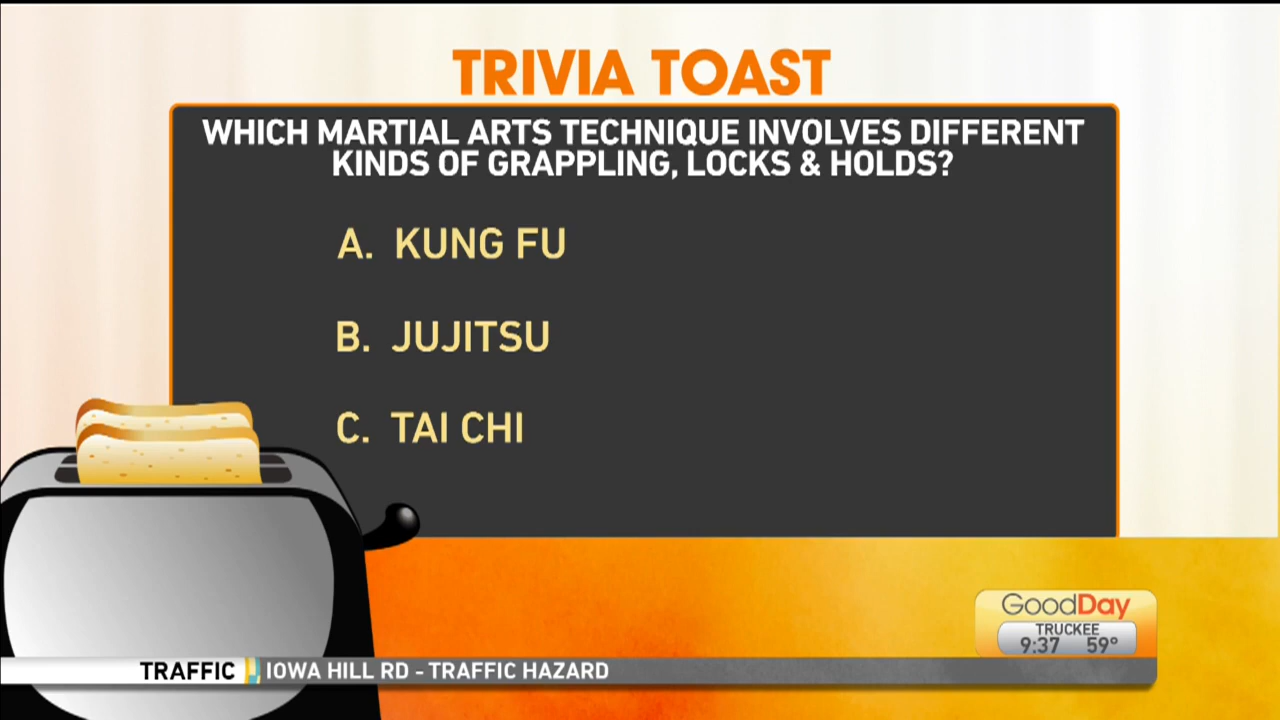 TRIVIA TOAST
WHICH MARTIAL ARTS TECHNIQUE INVOLVES DIFFERENT
KINDS OF GRAPPLING, LOCKS & HOLDS?
A. KUNG FU
B. JUJITSU
C. TAI CHI
GoodDay
TRUCKEE
9:37 59°
TRAFFIC IOWA HILL RD - TRAFFIC HAZARD